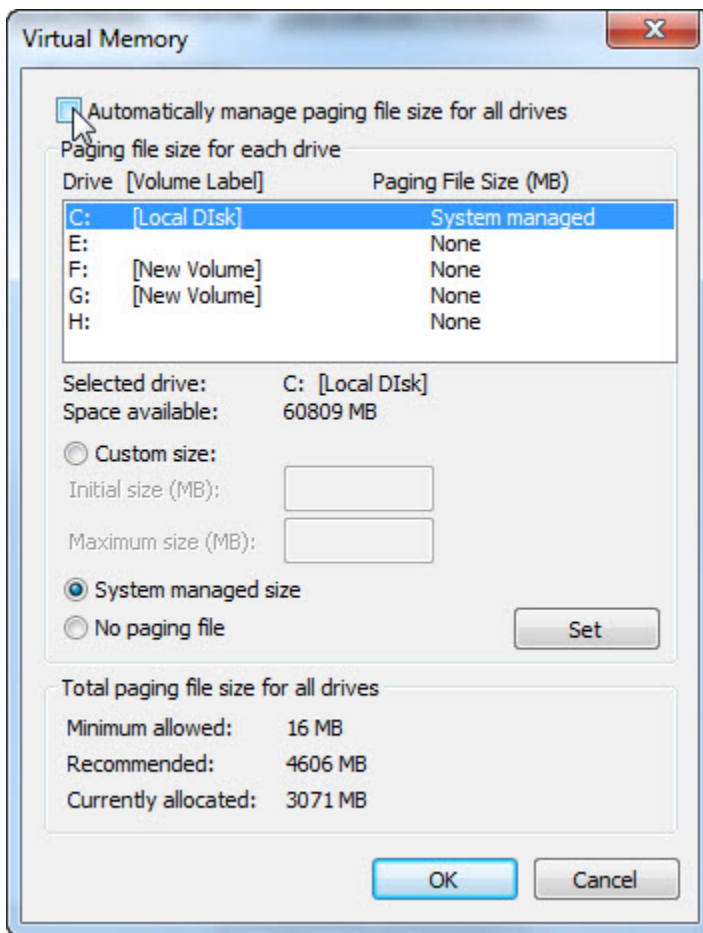 Virtual Memory
Automatically manage paging file size for all drives
Paging file size for each drive
Drive [Volume Label] Paging File Size (MB)
C: [Local DIsk] System managed
E: None
F: [New Volume] None
G: [New Volume] None
H: None
Selected drive: C: [Local DIsk]
Space available: 60809 MB
Custom size:
Initial size (MB):
Maximum size (MB):
System managed size
No paging file Set
Total paging file size for all drives
Minimum allowed: 16 MB
Recommended: 4606 MB
Currently allocated: 3071 MB
OK Cancel